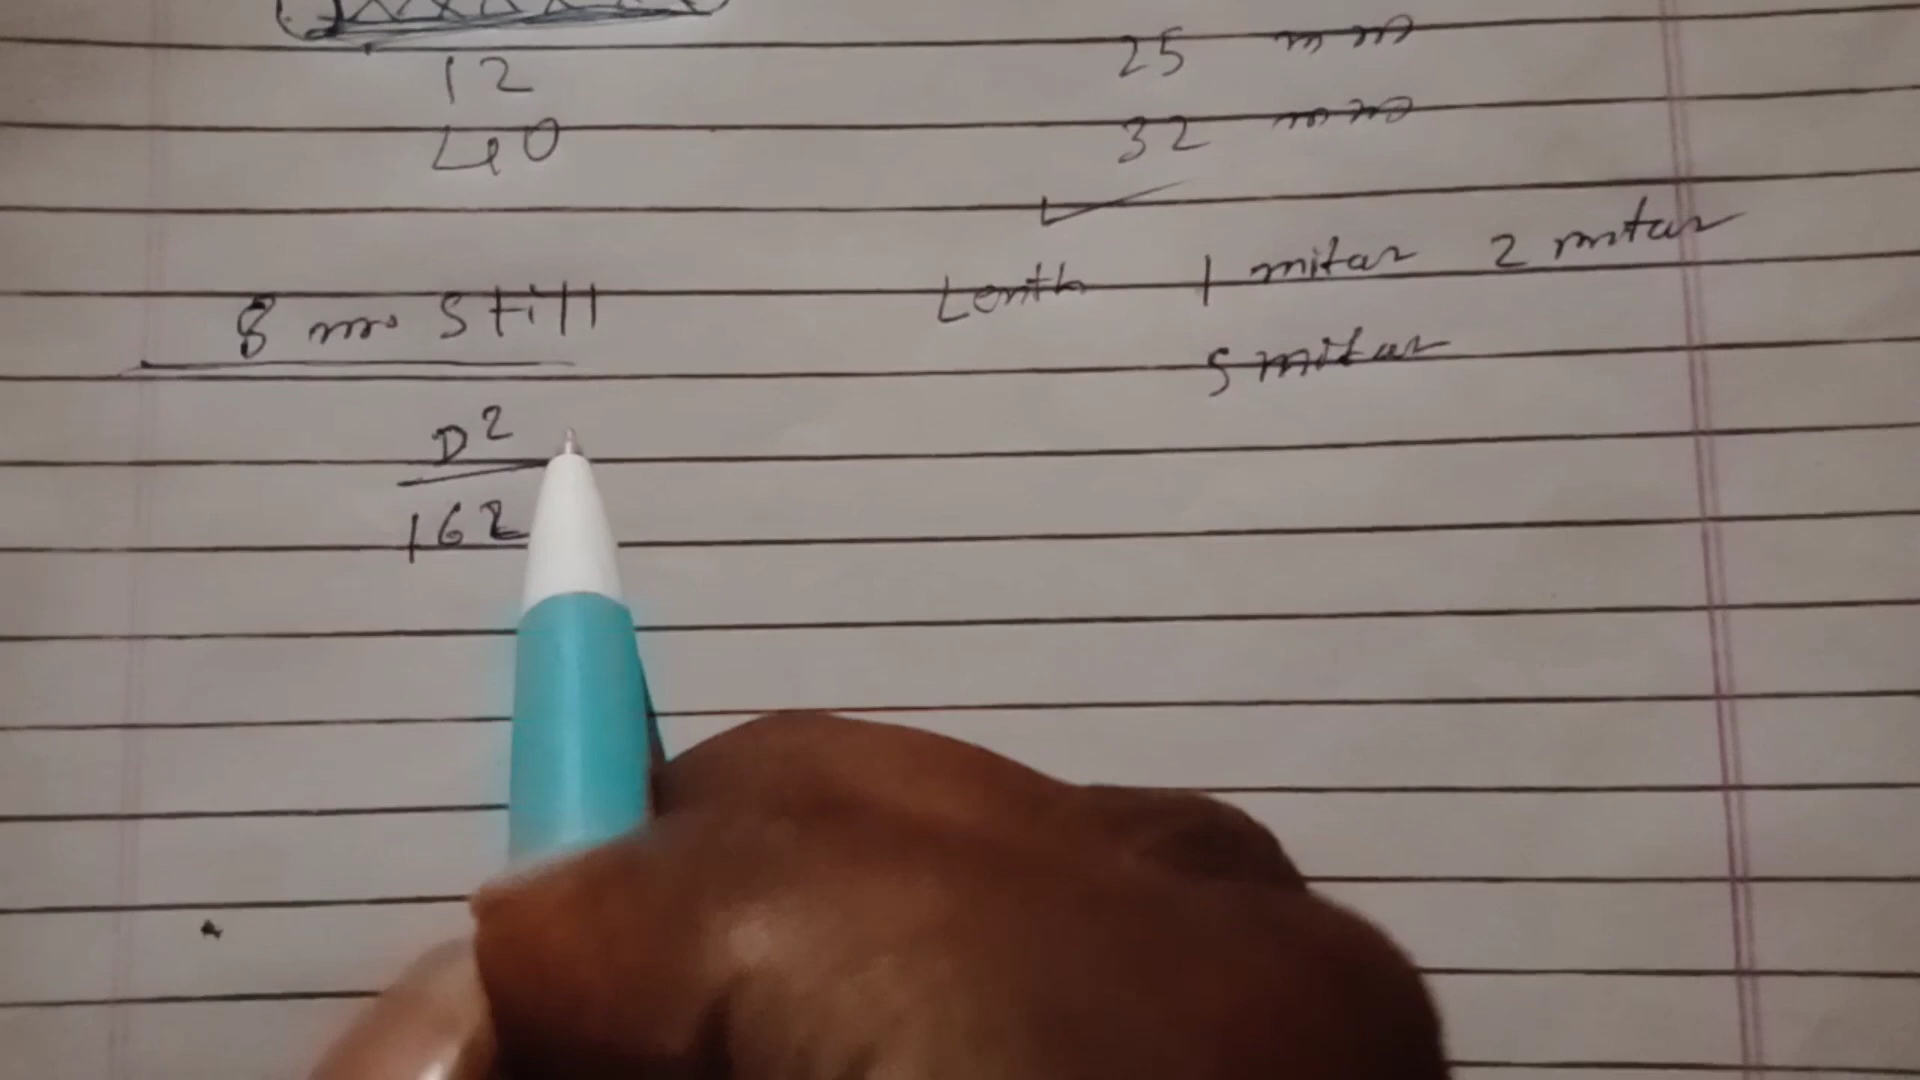 12 25 mm
40 32 mm
Lenth 1 mitar 2 mitar
8 mm Still
5 mitar
D2
162